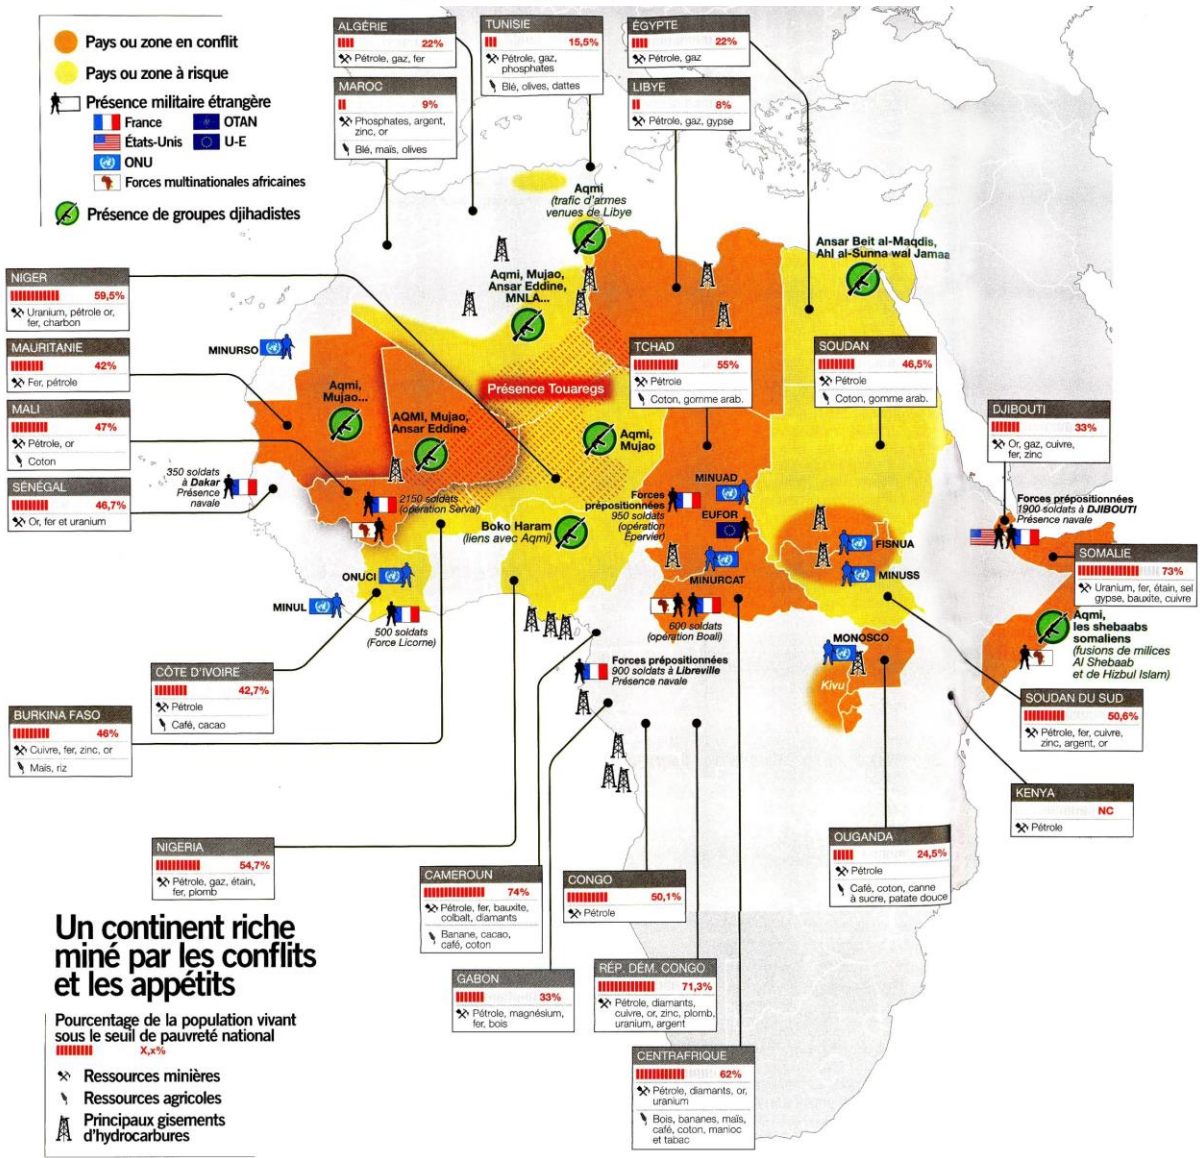 Pays ou zone en conflit
Pays ou zone à risque
Présence militaire étrangère
France
OTAN
États-Unis
U-E
ONU
Forces multinationales africaines
Présence de groupes djihadistes
ALGÉRIE
22%
Pétrole, gaz, fer
MAROC
9%
Phosphates, argent,
zinc, or
Blé, maïs, olives
TUNISIE
15,5%
Pétrole, gaz,
phosphates
Blé, olives, dattes
ÉGYPTE
22%
Pétrole, gaz
LIBYE
8%
Pétrole, gaz, gypse
Aqmi
(trafic d'armes
venues de Libye)
Ansar Beit al-Maqdis,
Ahl al-Sunna wal Jamaa
Aqmi, Mujao,
Ansar Eddine,
MNLA...
NIGER
59,5%
Uranium, pétrole or,
fer, charbon
MAURITANIE
42%
Fer, pétrole
MALI
47%
Pétrole, or
Coton
SÉNÉGAL
46,7%
Or, fer et uranium
MINURSO
Aqmi,
Mujao...
AQMI, Mujao,
Ansar Eddine
Présence Touaregs
TCHAD
55%
Pétrole
Coton, gomme arab.
SOUDAN
46,5%
Pétrole
Coton, gomme arab.
DJIBOUTI
33%
Or, gaz, cuivre,
fer, zinc
Aqmi,
Mujao
350 soldats
à Dakar
Présence
navale
2150 soldats
(opération Serval)
Boko Haram
(liens avec Aqmi)
Forces
prépositionnées
950 soldats
(opération
Épervier)
MINUAD
EUFOR
MINURCAT
FISNUA
MINUSS
Forces prépositionnées
1900 soldats à DJIBOUTI
Présence navale
SOMALIE
73%
Uranium, fer, étain, sel
gypse, bauxite, cuivre
Aqmi,
les shebaabs
somaliens
(fusions de milices
Al Shebaab
et de Hizbul Islam)
ONUCI
MINUL
500 soldats
(Force Licorne)
600 soldats
(opération Boali)
Forces prépositionnées
900 soldats à Libreville
Présence navale
MONOSCO
Kivu
CÔTE D'IVOIRE
42,7%
Pétrole
Café, cacao
BURKINA FASO
46%
Cuivre, fer, zinc, or
Maïs, riz
SOUDAN DU SUD
50,6%
Pétrole, fer, cuivre,
zinc, argent, or
KENYA
NC
Pétrole
OUGANDA
24,5%
Pétrole
Café, coton, canne
à sucre, patate douce
NIGERIA
54,7%
Pétrole, gaz, étain,
fer, plomb
CAMEROUN
74%
Pétrole, fer, bauxite,
colbalt, diamants
Banane, cacao,
café, coton
CONGO
50,1%
Pétrole
GABON
33%
Pétrole, magnésium,
fer, bois
RÉP. DÉM. CONGO
71,3%
Pétrole, diamants,
cuivre, or, zinc, plomb,
uranium, argent
CENTRAFRIQUE
62%
Pétrole, diamants, or,
uranium
Bois, bananes, maïs,
café, coton, manioc
et tabac
Un continent riche
miné par les conflits
et les appétits
Pourcentage de la population vivant
sous le seuil de pauvreté national
X,x%
Ressources minières
Ressources agricoles
Principaux gisements
d'hydrocarbures